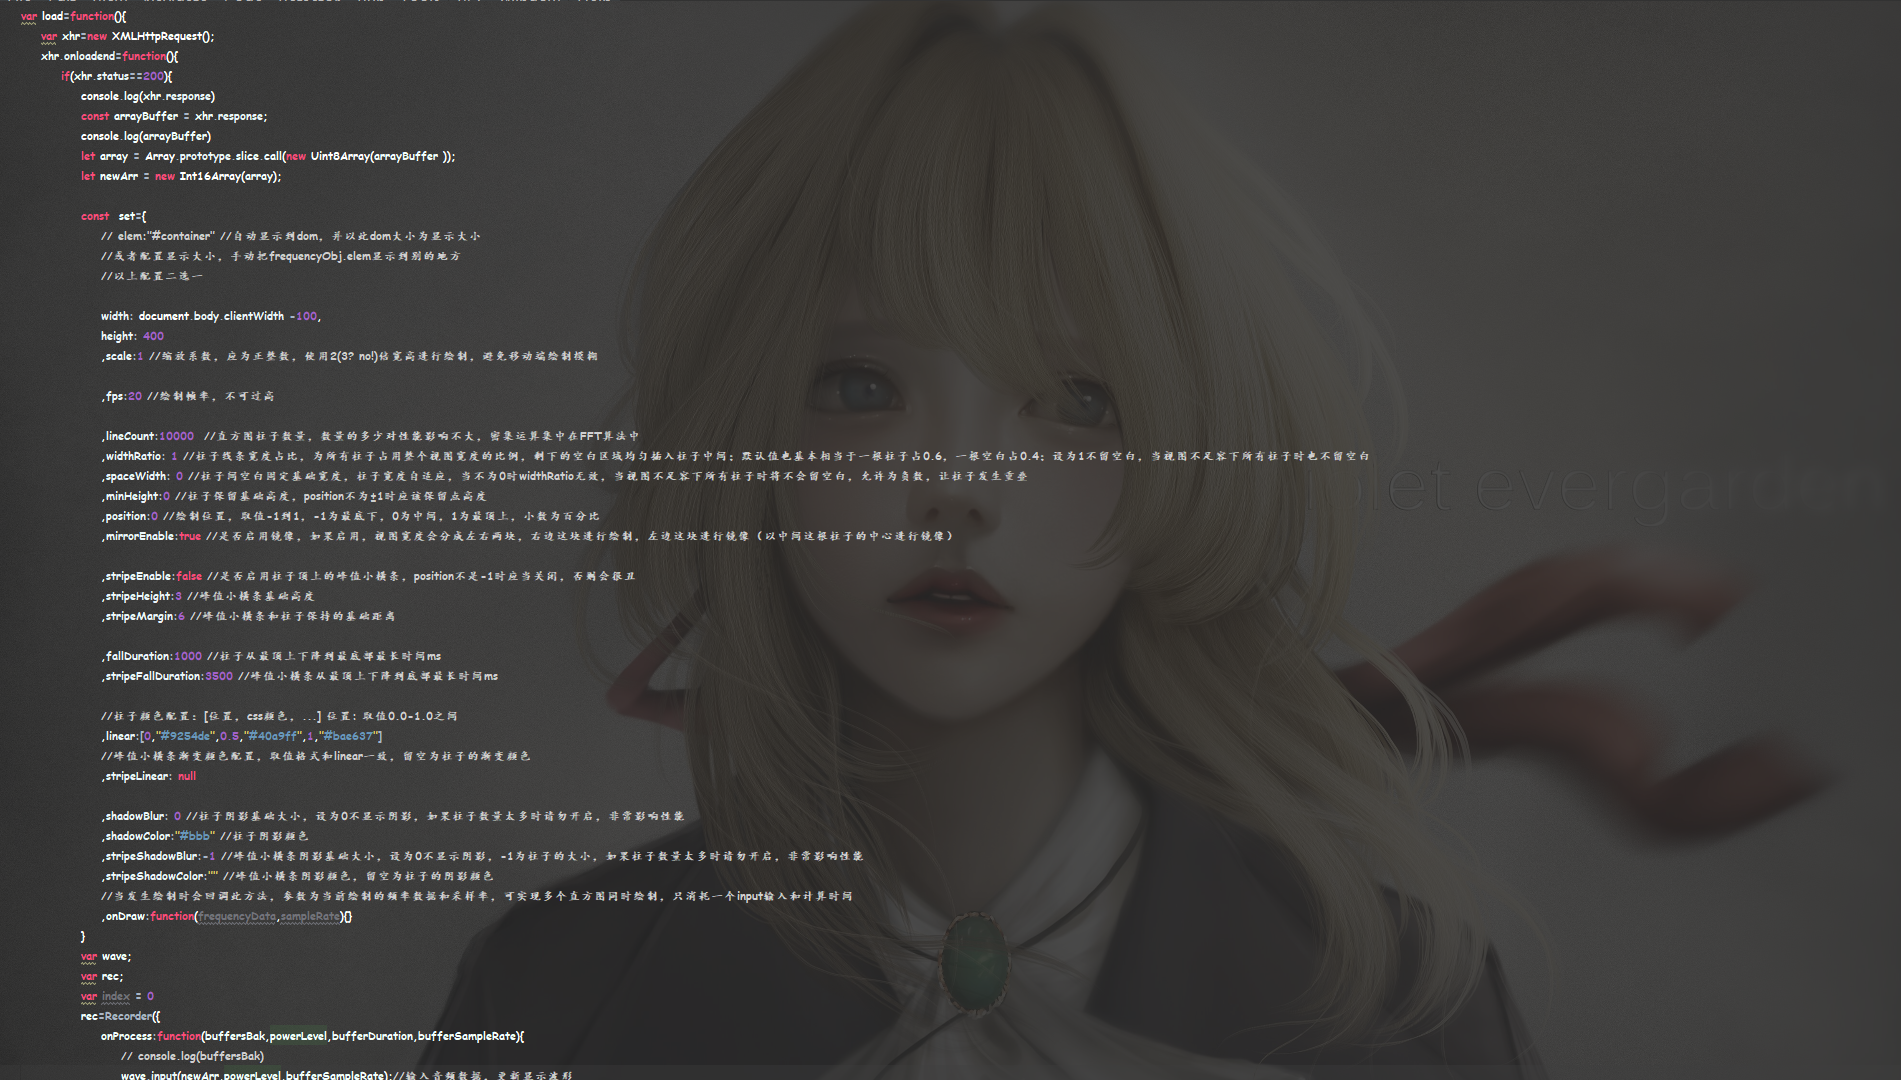 var load=function(){
var xhr=new XMLHttpRequest();
xhr.onloadend=function(){
if(xhr.status==200){
console.log(xhr.response)
const arrayBuffer = xhr.response;
console.log(arrayBuffer)
let array = Array.prototype.slice.call(new Uint8Array(arrayBuffer ));
let newArr = new Int16Array(array);
const set={
// elem:"#container" //自动显示到dom，并以此dom大小为显示大小
//或者配置显示大小，手动把frequencyObj.elem显示到别的地方
//以上配置二选一
width: document.body.clientWidth -100,
height: 400
,scale:1 //缩放系数，应为正整数，使用2(3? no!)倍宽高进行绘制，避免移动端绘制模糊
,fps:20 //绘制帧率，不可过高
,lineCount:10000 //直方图柱子数量，数量的多少对性能影响不大，密集运算集中在FFT算法中
,widthRatio: 1 //柱子线条宽度占比，为所有柱子占用整个视图宽度的比例，剩下的空白区域均匀插入柱子中间；默认值也基本相当于一根柱子占0.6，一根空白占0.4；设为1不留空白，当视图不足容下所有柱子时也不留空白
,spaceWidth: 0 //柱子间空白固定基础宽度，柱子宽度自适应，当不为0时widthRatio无效，当视图不足容下所有柱子时将不会留空白，允许为负数，让柱子发生重叠
,minHeight:0 //柱子保留基础高度，position不为±1时应该保留点高度
,position:0 //绘制位置，取值-1到1，-1为最底下，0为中间，1为最顶上，小数为百分比
,mirrorEnable:true //是否启用镜像，如果启用，视图宽度会分成左右两块，右边这块进行绘制，左边这块进行镜像（以中间这根柱子的中心进行镜像）
,stripeEnable:false //是否启用柱子顶上的峰值小横条，position不是-1时应当关闭，否则会很丑
,stripeHeight:3 //峰值小横条基础高度
,stripeMargin:6 //峰值小横条和柱子保持的基础距离
,fallDuration:1000 //柱子从最顶上下降到最底部最长时间ms
,stripeFallDuration:3500 //峰值小横条从最顶上下降到底部最长时间ms
//柱子颜色配置：[位置，css颜色，...] 位置: 取值0.0-1.0之间
,linear:[0,"#9254de",0.5,"#40a9ff",1,"#bae637"]
//峰值小横条渐变颜色配置，取值格式和linear一致，留空为柱子的渐变颜色
,stripeLinear: null
,shadowBlur: 0 //柱子阴影基础大小，设为0不显示阴影，如果柱子数量太多时请勿开启，非常影响性能
,shadowColor:"#bbb" //柱子阴影颜色
,stripeShadowBlur:-1 //峰值小横条阴影基础大小，设为0不显示阴影，-1为柱子的大小，如果柱子数量太多时请勿开启，非常影响性能
,stripeShadowColor:"" //峰值小横条阴影颜色，留空为柱子的阴影颜色
//当发生绘制时会回调此方法，参数为当前绘制的频率数据和采样率，可实现多个直方图同时绘制，只消耗一个input输入和计算时间
,onDraw:function(frequencyData,sampleRate){}
}
var wave;
var rec;
var index = 0
rec=Recorder({
onProcess:function(buffersBak,powerLevel,bufferDuration,bufferSampleRate){
// console.log(buffersBak)
wave.input(newArr,powerLevel,bufferSampleRate);//输入音频数据，更新显示波形
olet evergarden